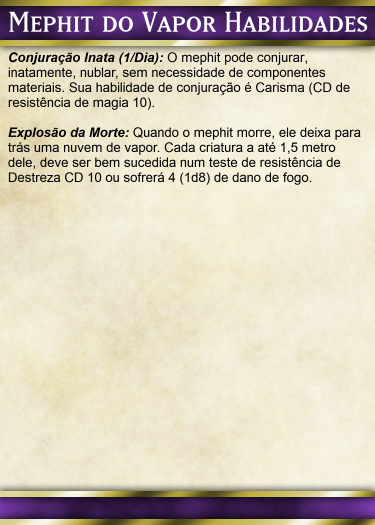 Mephit do Vapor Habilidades
Conjuração Inata (1/Dia): O mephit pode conjurar,
inatamente, nublar, sem necessidade de componentes
materiais. Sua habilidade de conjuração é Carisma (CD de
resistência de magia 10).
Explosão da Morte: Quando o mephit morre, ele deixa para
trás uma nuvem de vapor. Cada criatura a até 1,5 metro
dele, deve ser bem sucedida num teste de resistência de
Destreza CD 10 ou sofrerá 4 (1d8) de dano de fogo.